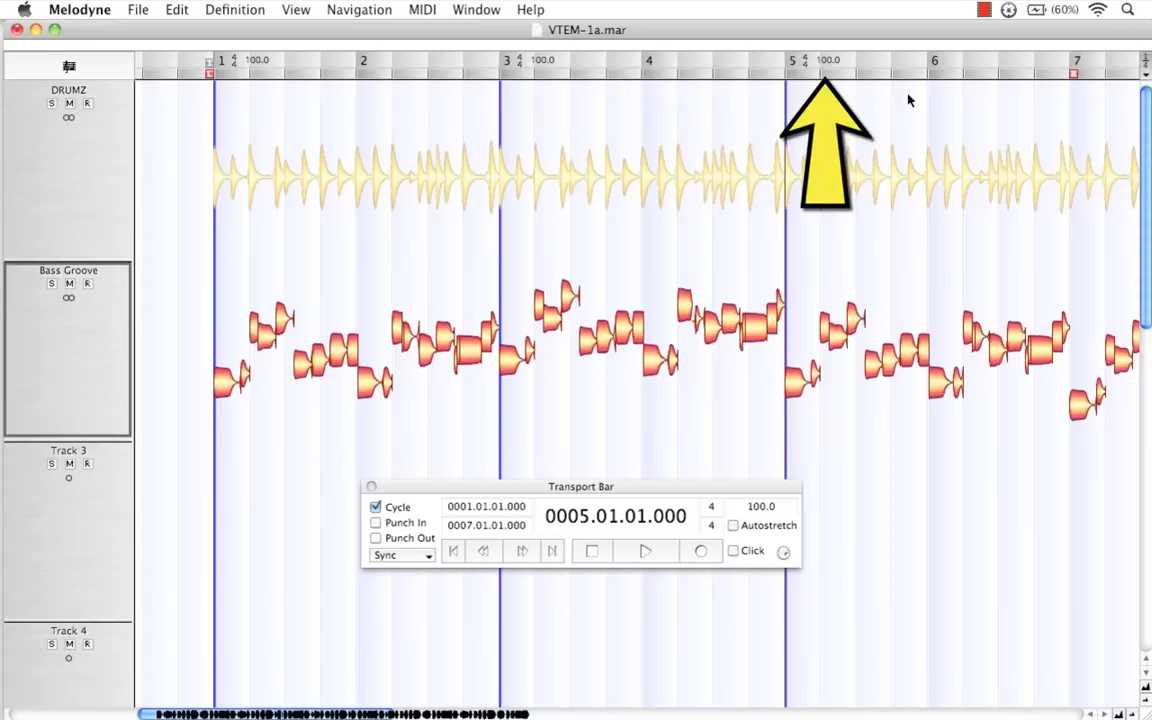 Melodyne File Edit Definition View Navigation MIDI Window Help (60%)
VTEM-1a.mar
1 4 4 100.0 2 3 4 4 100.0 4 5 4 4 100.0 6 7
DRUMZ
S M R
Bass Groove
S M R
Track 3
S M R
Transport Bar
Cycle 0001.01.01.000 0005.01.01.000 4 100.0
Punch In 0007.01.01.000 4 Autostretch
Punch Out
Sync Click
Track 4
S M R